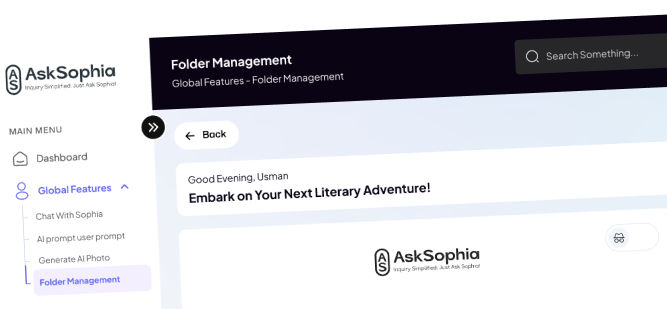 Folder Management
Global Features - Folder Management
Search Something...
AS AskSophia
Inquiry Simplified: Just Ask Sophia!
MAIN MENU
Dashboard
Global Features
Chat With Sophia
AI prompt user prompt
Generate AI Photo
Folder Management
Back
Good Evening, Usman
Embark on Your Next Literary Adventure!
AS AskSophia
Inquiry Simplified: Just Ask Sophia!